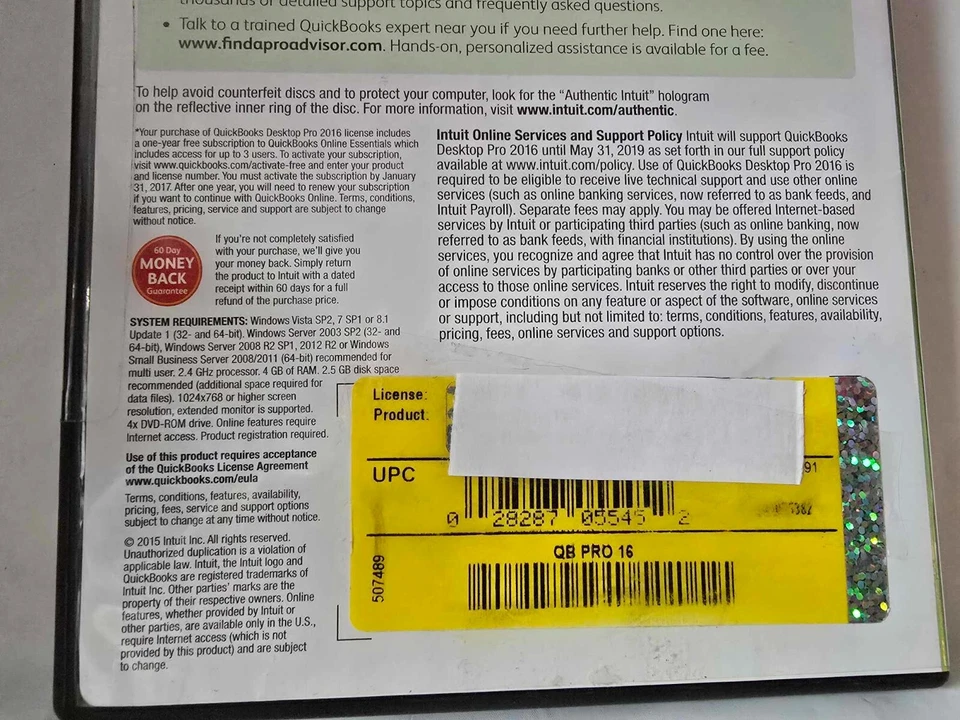 thousands of detailed support topics and frequently asked questions.
• Talk to a trained QuickBooks expert near you if you need further help. Find one here:
www.findaproadvisor.com. Hands-on, personalized assistance is available for a fee.
To help avoid counterfeit discs and to protect your computer, look for the “Authentic Intuit” hologram
on the reflective inner ring of the disc. For more information, visit www.intuit.com/authentic.
*Your purchase of QuickBooks Desktop Pro 2016 license includes
a one-year free subscription to QuickBooks Online Essentials which
includes access for up to 3 users. To activate your subscription,
visit www.quickbooks.com/activate-free and enter your product
and license number. You must activate the subscription by January
31, 2017. After one year, you will need to renew your subscription
if you want to continue with QuickBooks Online. Terms, conditions,
features, pricing, service and support are subject to change
without notice.
60 Day
MONEY
BACK
Guarantee
If you're not completely satisfied
with your purchase, we'll give you
your money back. Simply return
the product to Intuit with a dated
receipt within 60 days for a full
refund of the purchase price.
SYSTEM REQUIREMENTS: Windows Vista SP2, 7 SP1 or 8.1
Update 1 (32- and 64-bit). Windows Server 2003 SP2 (32- and
64-bit), Windows Server 2008 R2 SP1, 2012 R2 or Windows
Small Business Server 2008/2011 (64-bit) recommended for
multi user. 2.4 GHz processor. 4 GB of RAM. 2.5 GB disk space
recommended (additional space required for
data files). 1024x768 or higher screen
resolution, extended monitor is supported.
4x DVD-ROM drive. Online features require
Internet access. Product registration required.
Use of this product requires acceptance
of the QuickBooks License Agreement
www.quickbooks.com/eula
Terms, conditions, features, availability,
pricing, fees, service and support options
subject to change at any time without notice.
© 2015 Intuit Inc. All rights reserved.
Unauthorized duplication is a violation of
applicable law. Intuit, the Intuit logo and
QuickBooks are registered trademarks of
Intuit Inc. Other parties' marks are the
property of their respective owners. Online
features, whether provided by Intuit or
other parties, are available only in the U.S.,
require Internet access (which is not
provided by this product) and are subject
to change.
Intuit Online Services and Support Policy Intuit will support QuickBooks
Desktop Pro 2016 until May 31, 2019 as set forth in our full support policy
available at www.intuit.com/policy. Use of QuickBooks Desktop Pro 2016 is
required to be eligible to receive live technical support and use other online
services (such as online banking services, now referred to as bank feeds, and
Intuit Payroll). Separate fees may apply. You may be offered Internet-based
services by Intuit or participating third parties (such as online banking, now
referred to as bank feeds, with financial institutions). By using the online
services, you recognize and agree that Intuit has no control over the provision
of online services by participating banks or other third parties or over your
access to those online services. Intuit reserves the right to modify, discontinue
or impose conditions on any feature or aspect of the software, online services
or support, including but not limited to: terms, conditions, features, availability,
pricing, fees, online services and support options.
License:
Product:
91
UPC
0 28287 05545 2
QB PRO 16
507489